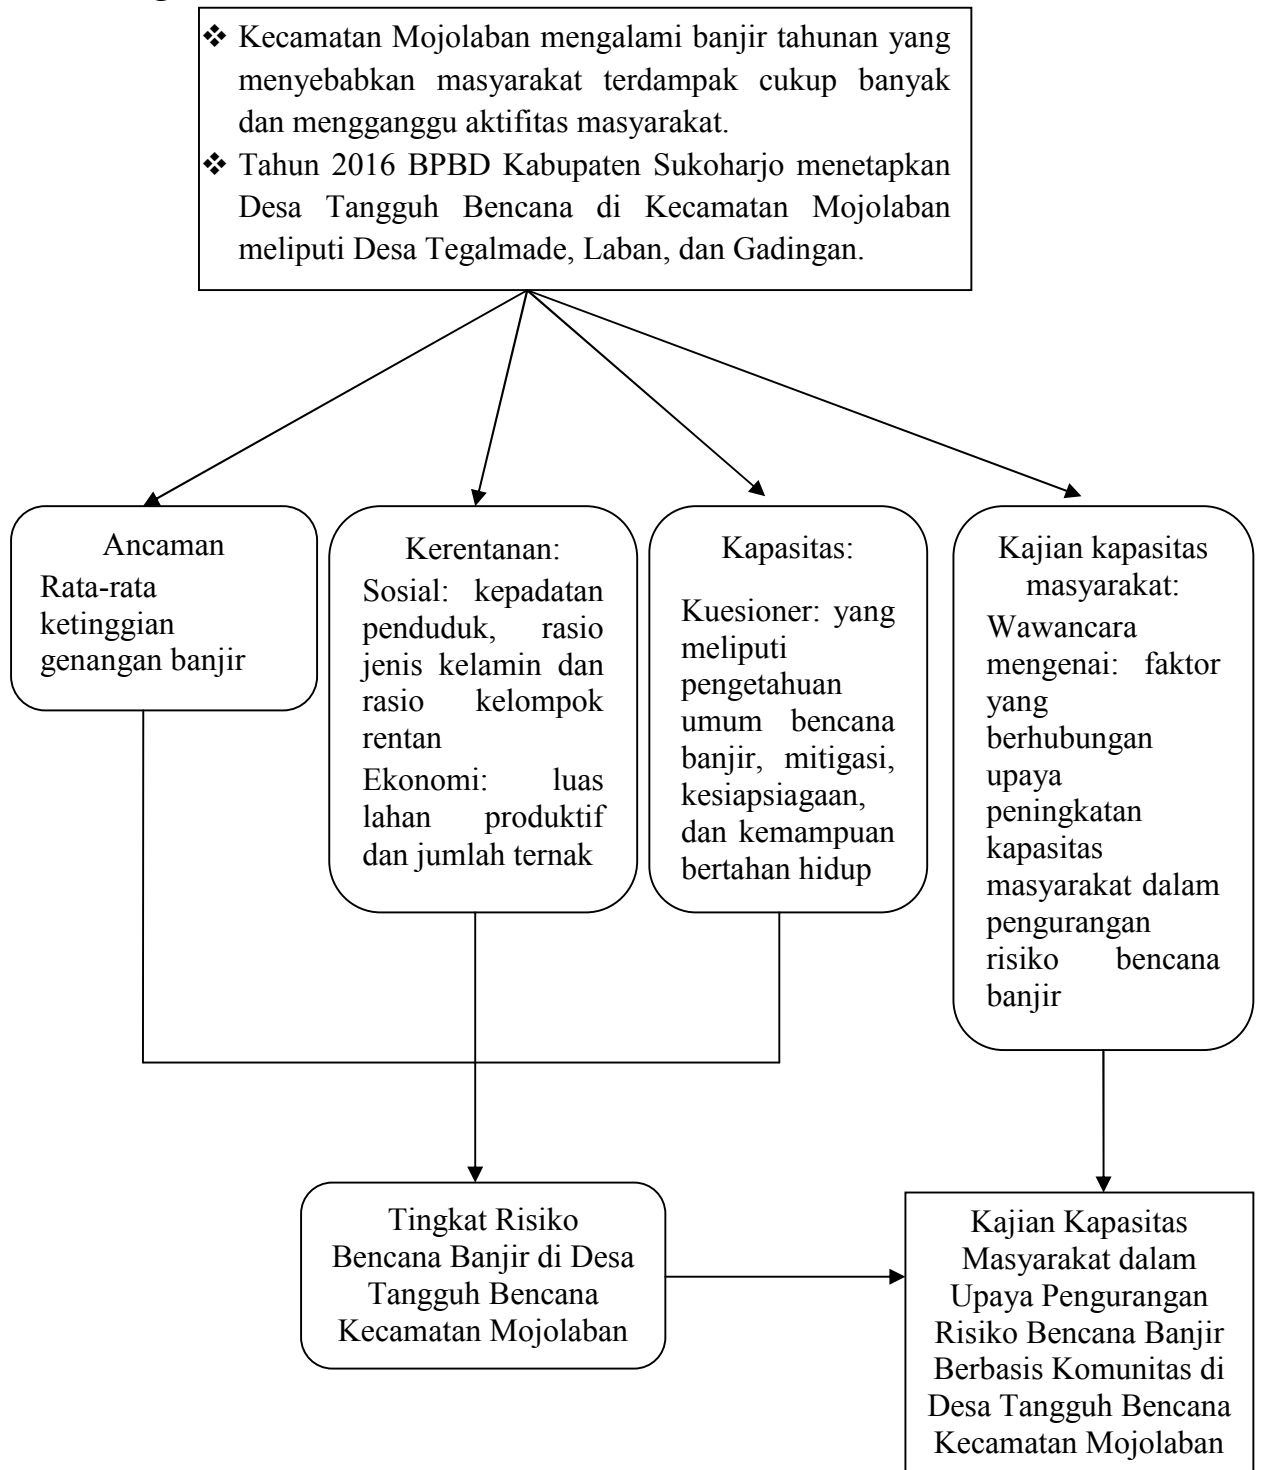 ❖ Kecamatan Mojolaban mengalami banjir tahunan yang
menyebabkan masyarakat terdampak cukup banyak
dan mengganggu aktifitas masyarakat.
❖ Tahun 2016 BPBD Kabupaten Sukoharjo menetapkan
Desa Tangguh Bencana di Kecamatan Mojolaban
meliputi Desa Tegalmade, Laban, dan Gadingan.
Ancaman
Rata-rata
ketinggian
genangan banjir
Kerentanan:
Sosial: kepadatan
penduduk, rasio
jenis kelamin dan
rasio kelompok
rentan
Ekonomi: luas
lahan produktif
dan jumlah ternak
Kapasitas:
Kuesioner: yang
meliputi
pengetahuan
umum bencana
banjir, mitigasi,
kesiapsiagaan,
dan kemampuan
bertahan hidup
Kajian kapasitas
masyarakat:
Wawancara
mengenai: faktor
yang
berhubungan
upaya
peningkatan
kapasitas
masyarakat dalam
pengurangan
risiko bencana
banjir
Tingkat Risiko
Bencana Banjir di Desa
Tangguh Bencana
Kecamatan Mojolaban
Kajian Kapasitas
Masyarakat dalam
Upaya Pengurangan
Risiko Bencana Banjir
Berbasis Komunitas di
Desa Tangguh Bencana
Kecamatan Mojolaban